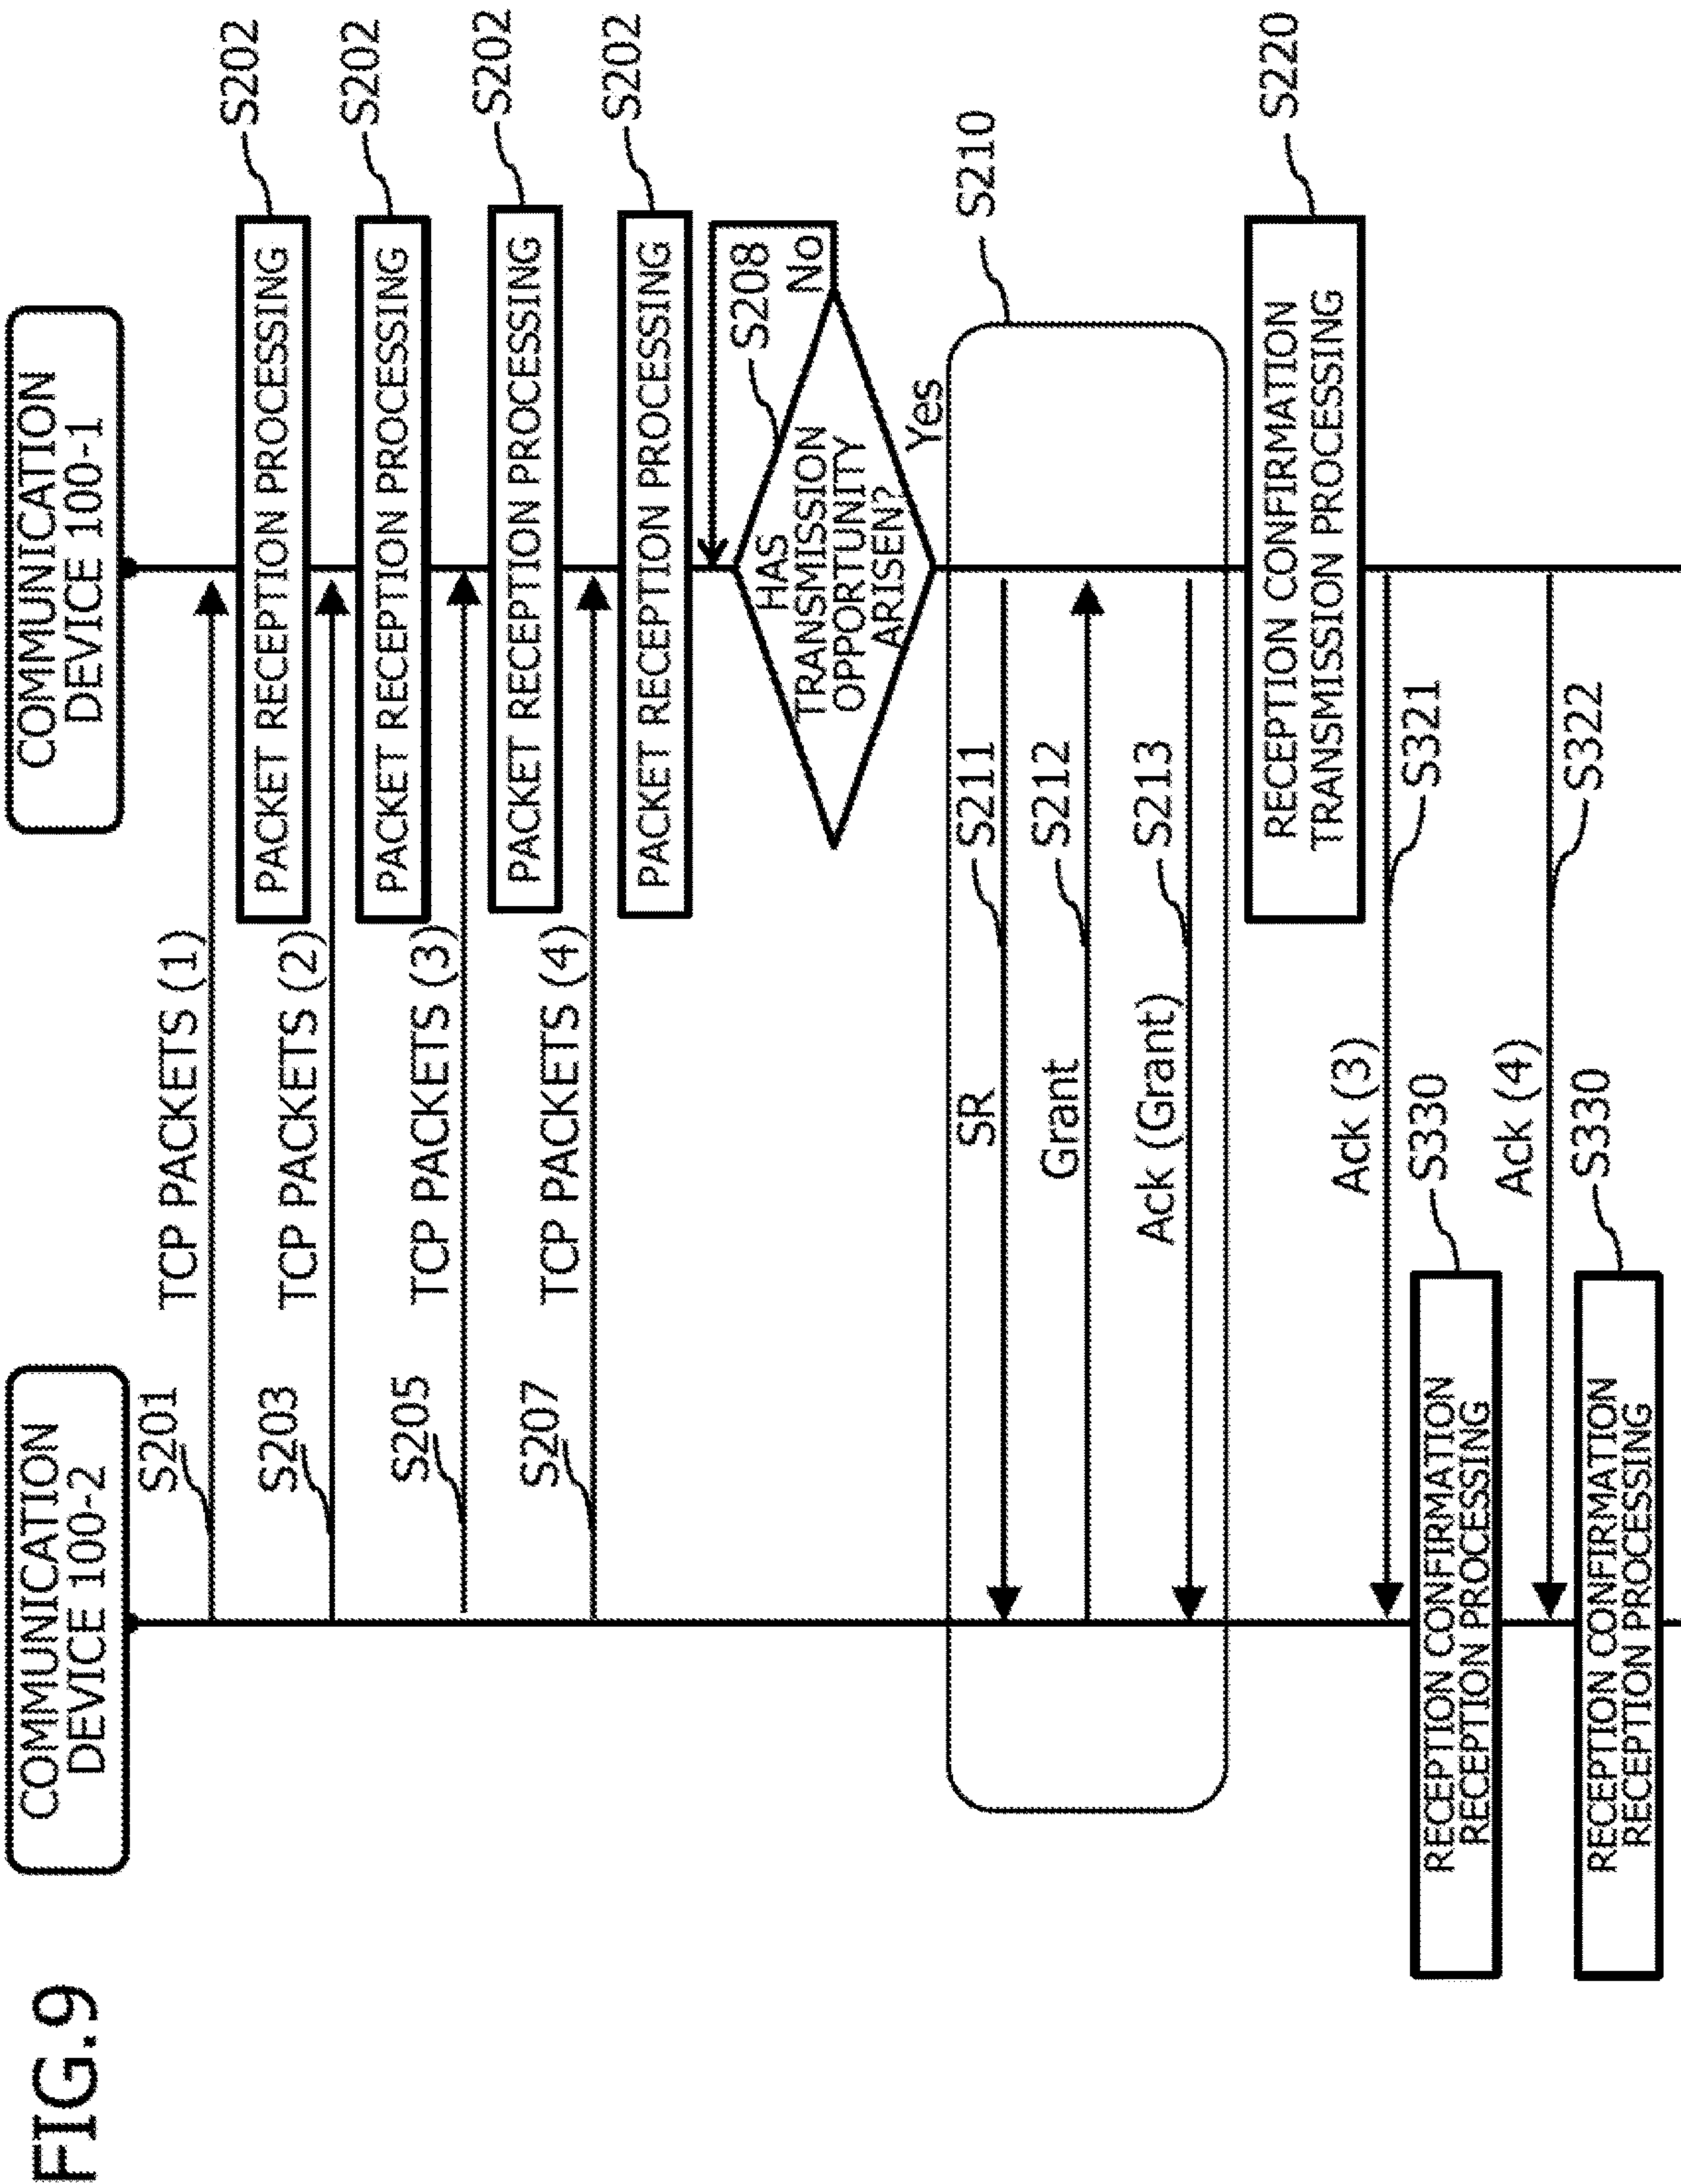 FIG.9
COMMUNICATION
DEVICE 100-2
COMMUNICATION
DEVICE 100-1
S201
TCP PACKETS (1)
PACKET RECEPTION PROCESSING
S202
S203
TCP PACKETS (2)
PACKET RECEPTION PROCESSING
S202
S205
TCP PACKETS (3)
PACKET RECEPTION PROCESSING
S202
S207
TCP PACKETS (4)
PACKET RECEPTION PROCESSING
S202
S208
No
HAS
TRANSMISSION
OPPORTUNITY
ARISEN?
Yes
S210
SR
S211
Grant
S212
Ack (Grant)
S213
RECEPTION CONFIRMATION
TRANSMISSION PROCESSING
S220
Ack (3)
S321
RECEPTION CONFIRMATION
RECEPTION PROCESSING
S330
Ack (4)
S322
RECEPTION CONFIRMATION
RECEPTION PROCESSING
S330